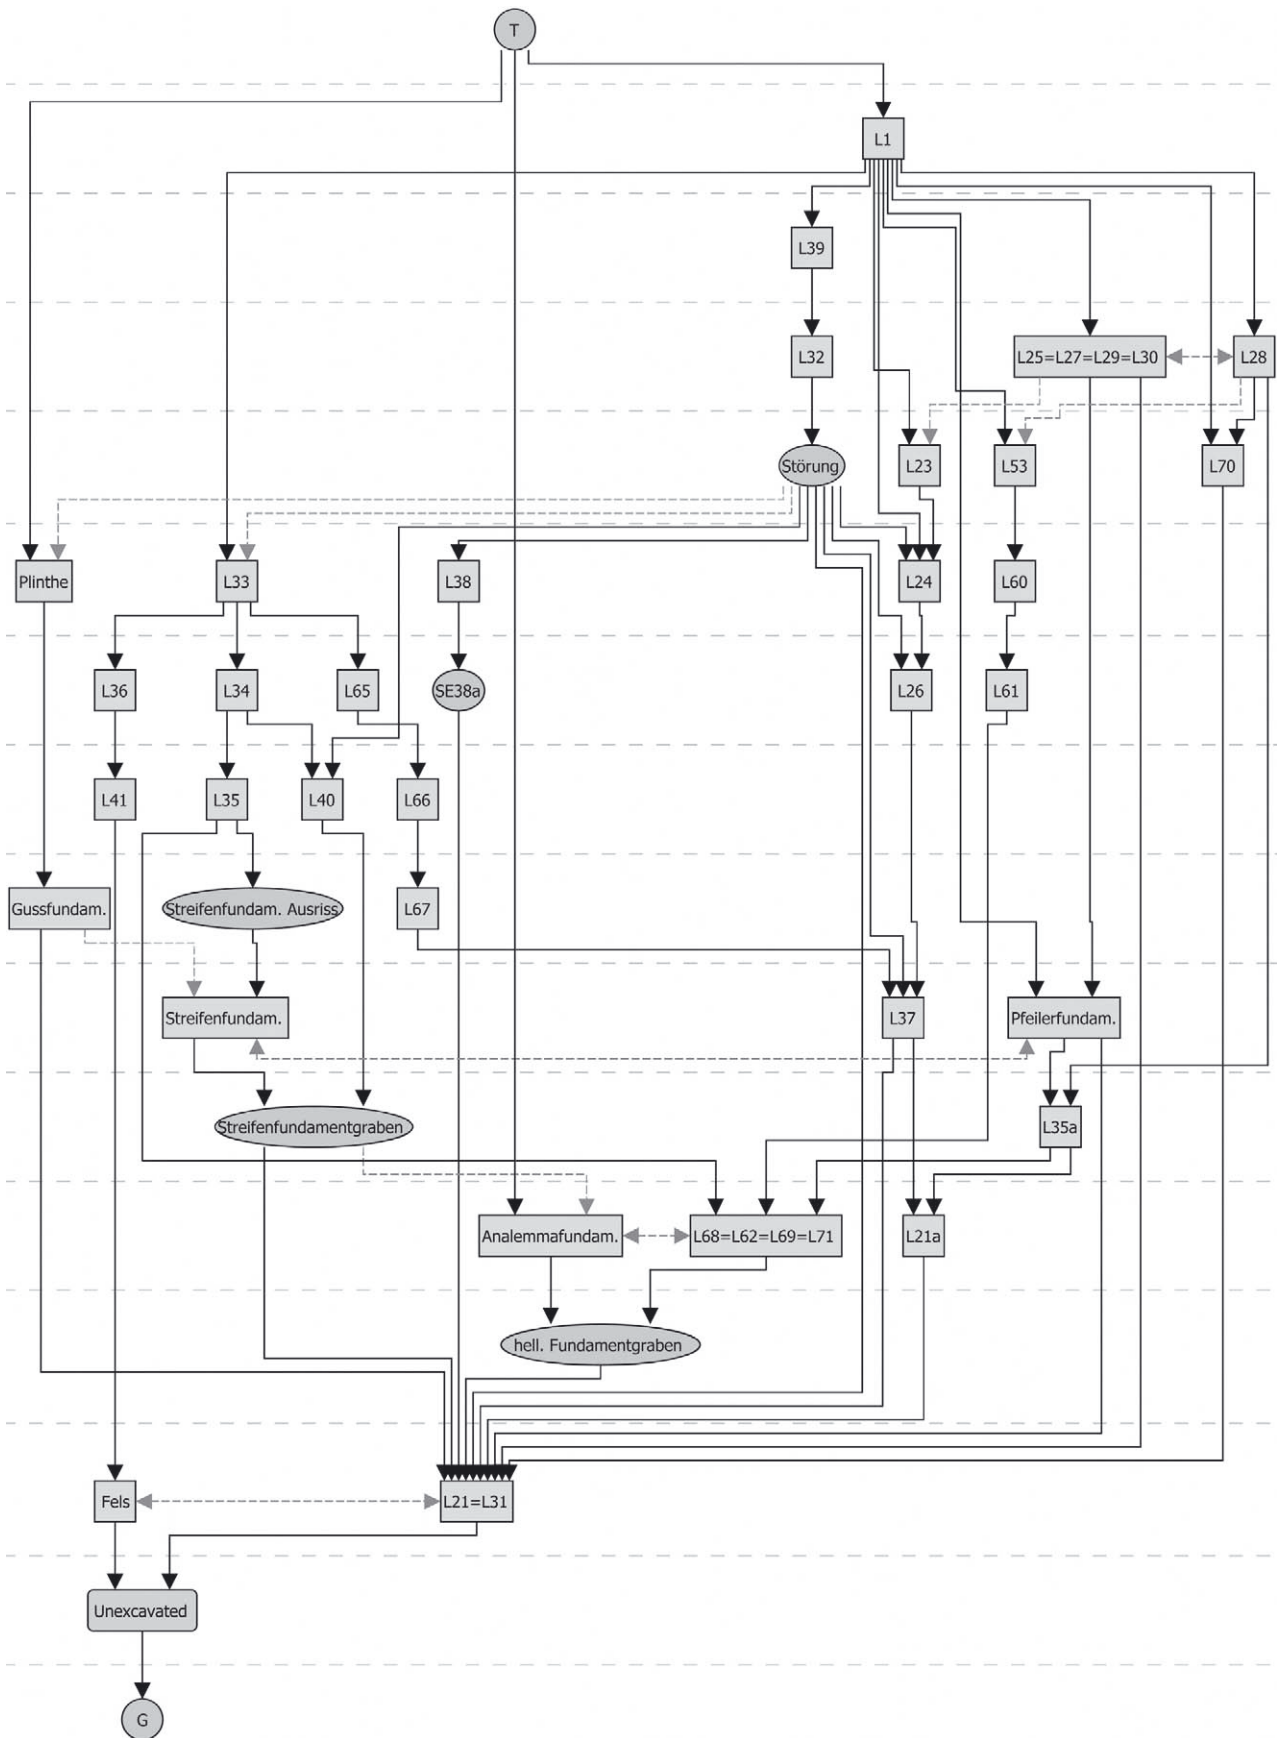 T
L1
L39
L32
L25=L27=L29=L30
L28
Störung
L23
L53
L70
Plinthe
L33
L38
L24
L60
L36
L34
L65
SE38a
L26
L61
L41
L35
L40
L66
Gussfundam.
Streifenfundam. Ausriss
L67
Streifenfundam.
L37
Pfeilerfundam.
Streifenfundamentgraben
L35a
Analemmafundam.
L68=L62=L69=L71
L21a
hell. Fundamentgraben
Fels
L21=L31
Unexcavated
G